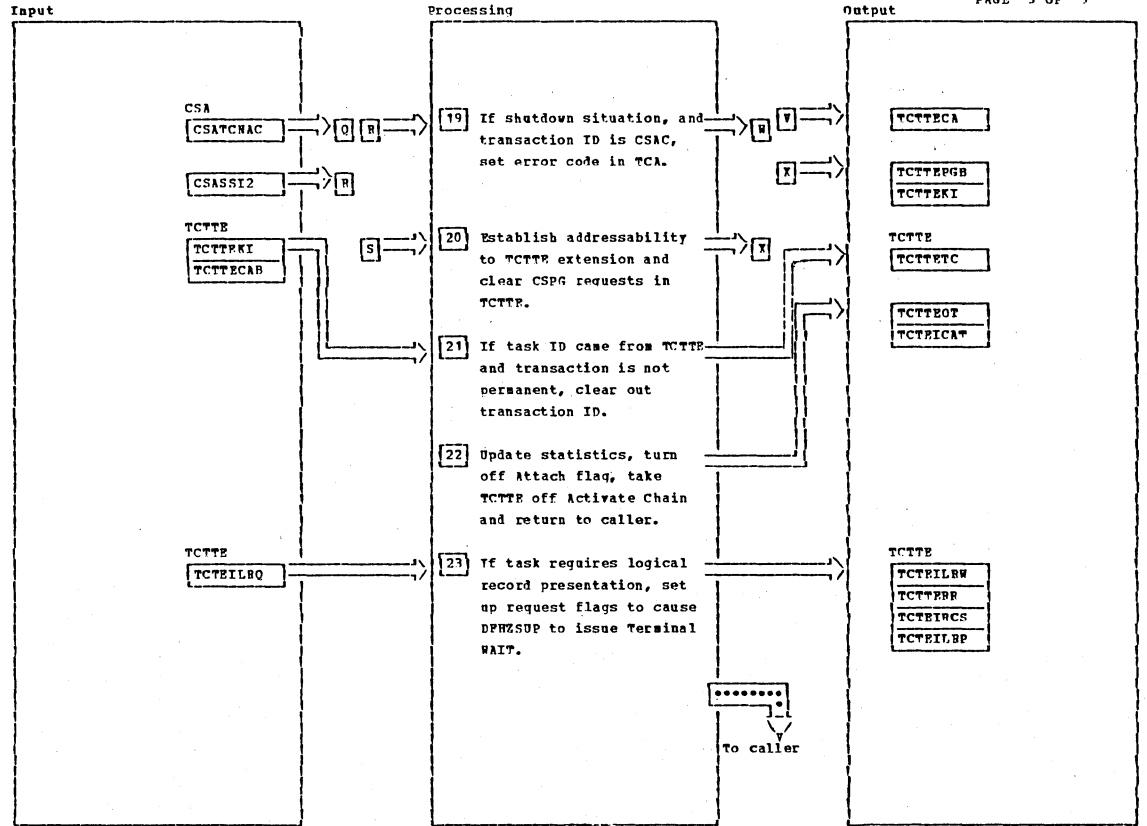 PAGE 5 OF 9
Input
Processing
Output
CSA
CSATCNAC
Q
R
19 If shutdown situation, and
transaction ID is CSAC,
set error code in TCA.
W
V
TCTTECA
CSASSI2
R
X
TCTTEPGB
TCTTEKI
TCTTE
TCTTEKI
TCTTECAB
S
20 Establish addressability
to TCTTE extension and
clear CSPG requests in
TCTTE.
X
TCTTE
TCTTETC
TCTTEOT
TCTEICAT
21 If task ID came from TCTTE
and transaction is not
permanent, clear out
transaction ID.
22 Update statistics, turn
off Attach flag, take
TCTTE off Activate Chain
and return to caller.
TCTTE
TCTEILRQ
23 If task requires logical
record presentation, set
up request flags to cause
DFHZSUP to issue Terminal
WAIT.
TCTTE
TCTEILRW
TCTTERR
TCTEIRCS
TCTEILRP
To caller